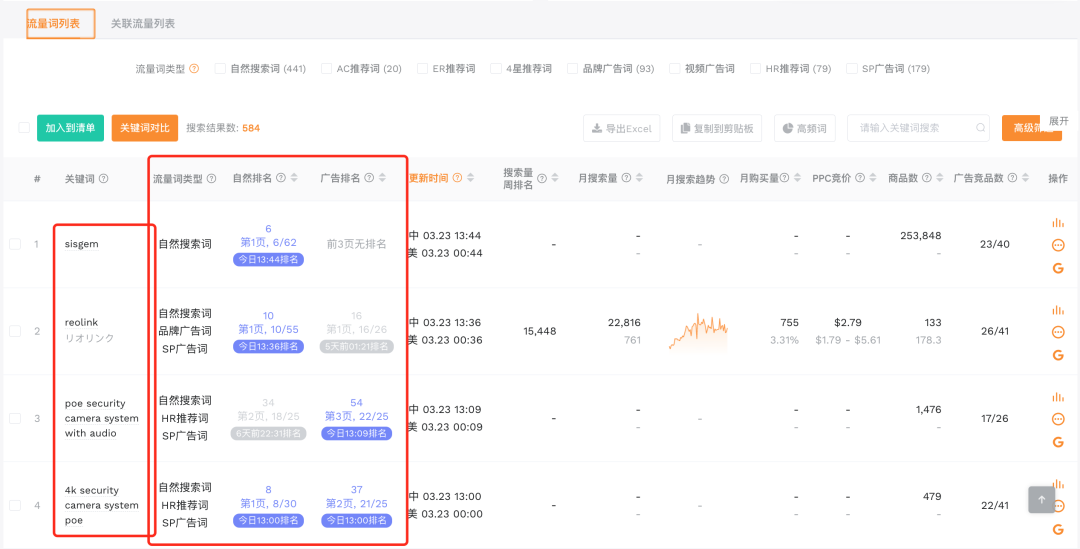 流量词列表 关联流量列表
流量词类型 自然搜索词 (441) AC推荐词 (20) ER推荐词 4星推荐词 品牌广告词 (93) 视频广告词 HR推荐词 (79) SP广告词 (179)
加入到清单 关键词对比 搜索结果数: 584 导出Excel 复制到剪贴板 高频词 请输入关键词搜索 高级筛选 展开
# 关键词 流量词类型 自然排名 广告排名 更新时间 搜索量周排名 月搜索量 月搜索趋势 月购买量 PPC竞价 商品数 广告竞品数 操作
1 sisgem 自然搜索词 6 前3页无排名 中 03.23 13:44 - - - - - 253,848 23/40
第1页, 6/62 美 03.23 00:44 - - - -
今日13:44排名
自然搜索词
2 reolink 品牌广告词 10 16 中 03.23 13:36 15,448 22,816 755 $2.79 133 26/41
リオリンク SP广告词 第1页, 10/55 第1页, 16/26 美 03.23 00:36 761 3.31% $1.79 - $5.61 178.3
今日13:36排名 5天前01:21排名
3 poe security 自然搜索词 34 54 中 03.23 13:09 - - - - - 1,476 17/26
camera system HR推荐词 第2页, 18/25 第3页, 22/25 美 03.23 00:09 - - - -
with audio SP广告词 6天前22:31排名 今日13:09排名
4 4k security 自然搜索词 8 37 中 03.23 13:00 - - - - - 479 22/41
camera system HR推荐词 第1页, 8/30 第2页, 21/25 美 03.23 00:00 - - - -
poe SP广告词 今日13:00排名 今日13:00排名